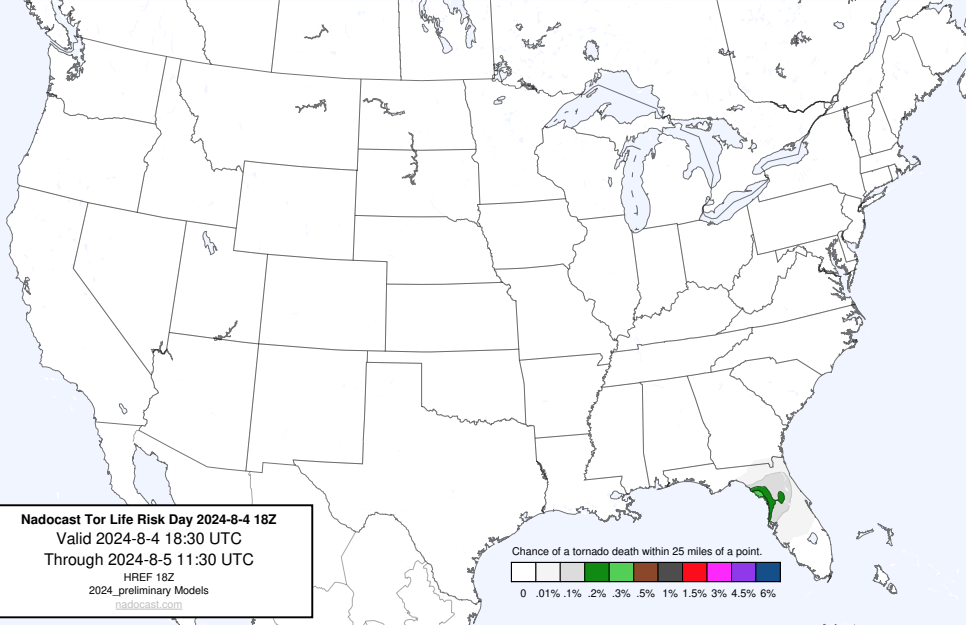 Nadocast Tor Life Risk Day 2024-8-4 18Z
Valid 2024-8-4 18:30 UTC
Through 2024-8-5 11:30 UTC
HREF 18Z
2024_preliminary Models
nadocast.com
Chance of a tornado death within 25 miles of a point.
0 .01% .1% .2% .3% .5% 1% 1.5% 3% 4.5% 6%